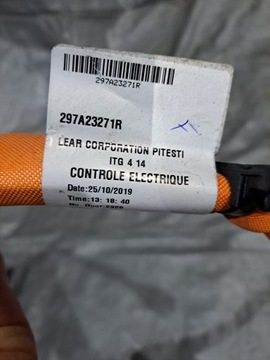 297A23271R
297A23271R
LEAR CORPORATION PITESTI
ITG 4 14
CONTROLE ELECTRIQUE
Date:25/10/2019
Time:13: 18: 40